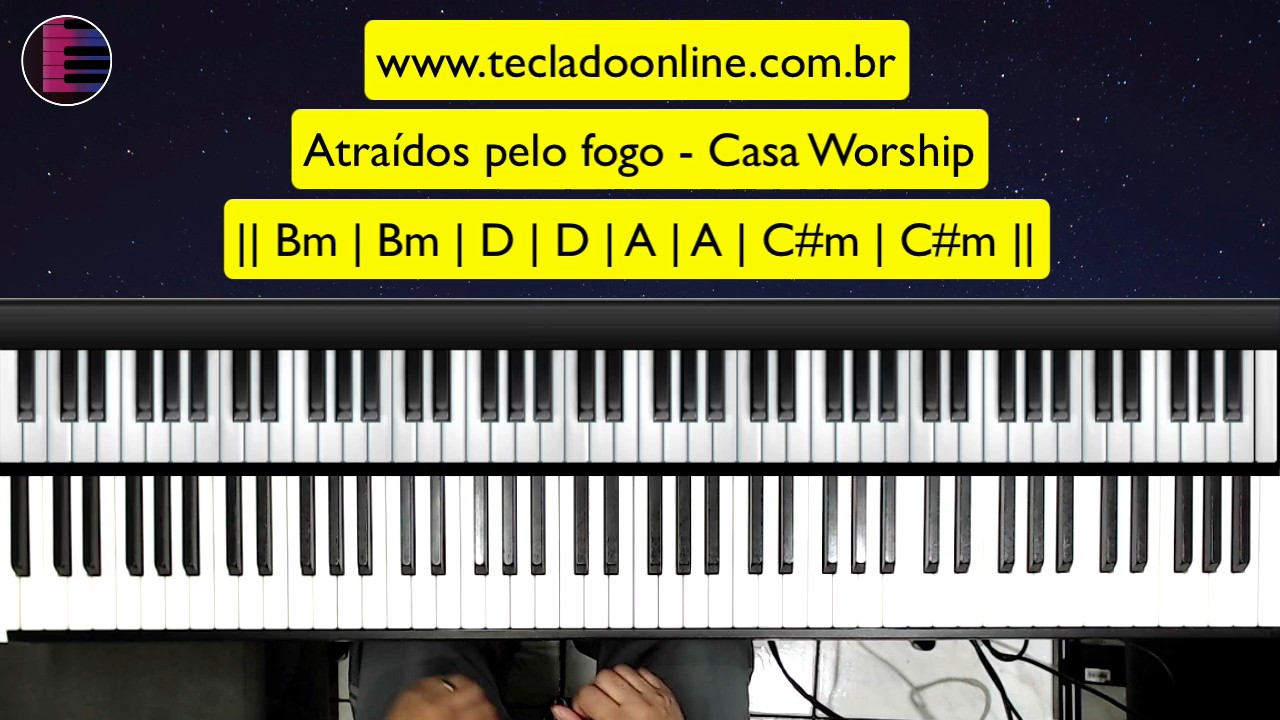 www.tecladoonline.com.br
Atraídos pelo fogo - Casa Worship
|| Bm | Bm | D | D | A | A | C#m | C#m ||